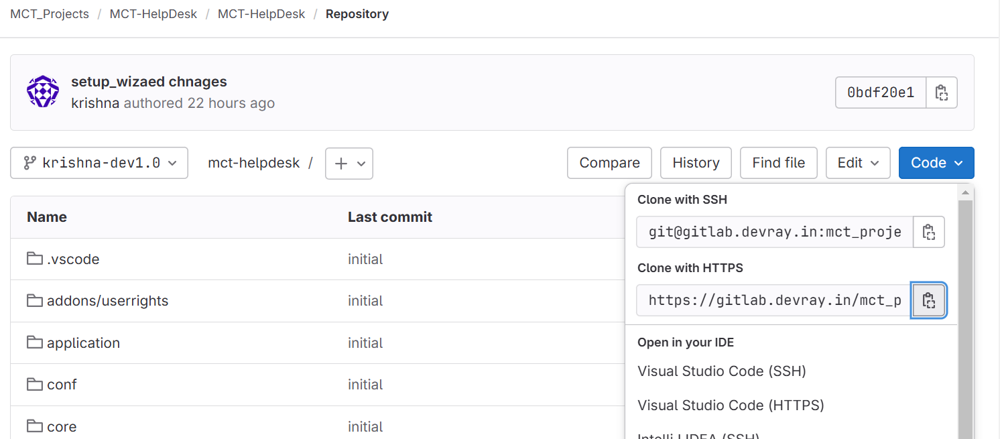 MCT_Projects / MCT-HelpDesk / MCT-HelpDesk / Repository
setup_wizaed chnages
krishna authored 22 hours ago
0bdf20e1
krishna-dev1.0
mct-helpdesk /
Compare
History
Find file
Edit
Code
Name
Last commit
.vscode
initial
addons/userrights
initial
application
initial
conf
initial
core
initial
Clone with SSH
git@gitlab.devray.in:mct_proje
Clone with HTTPS
https://gitlab.devray.in/mct_p
Open in your IDE
Visual Studio Code (SSH)
Visual Studio Code (HTTPS)
IntelliJ IDEA (SSH)